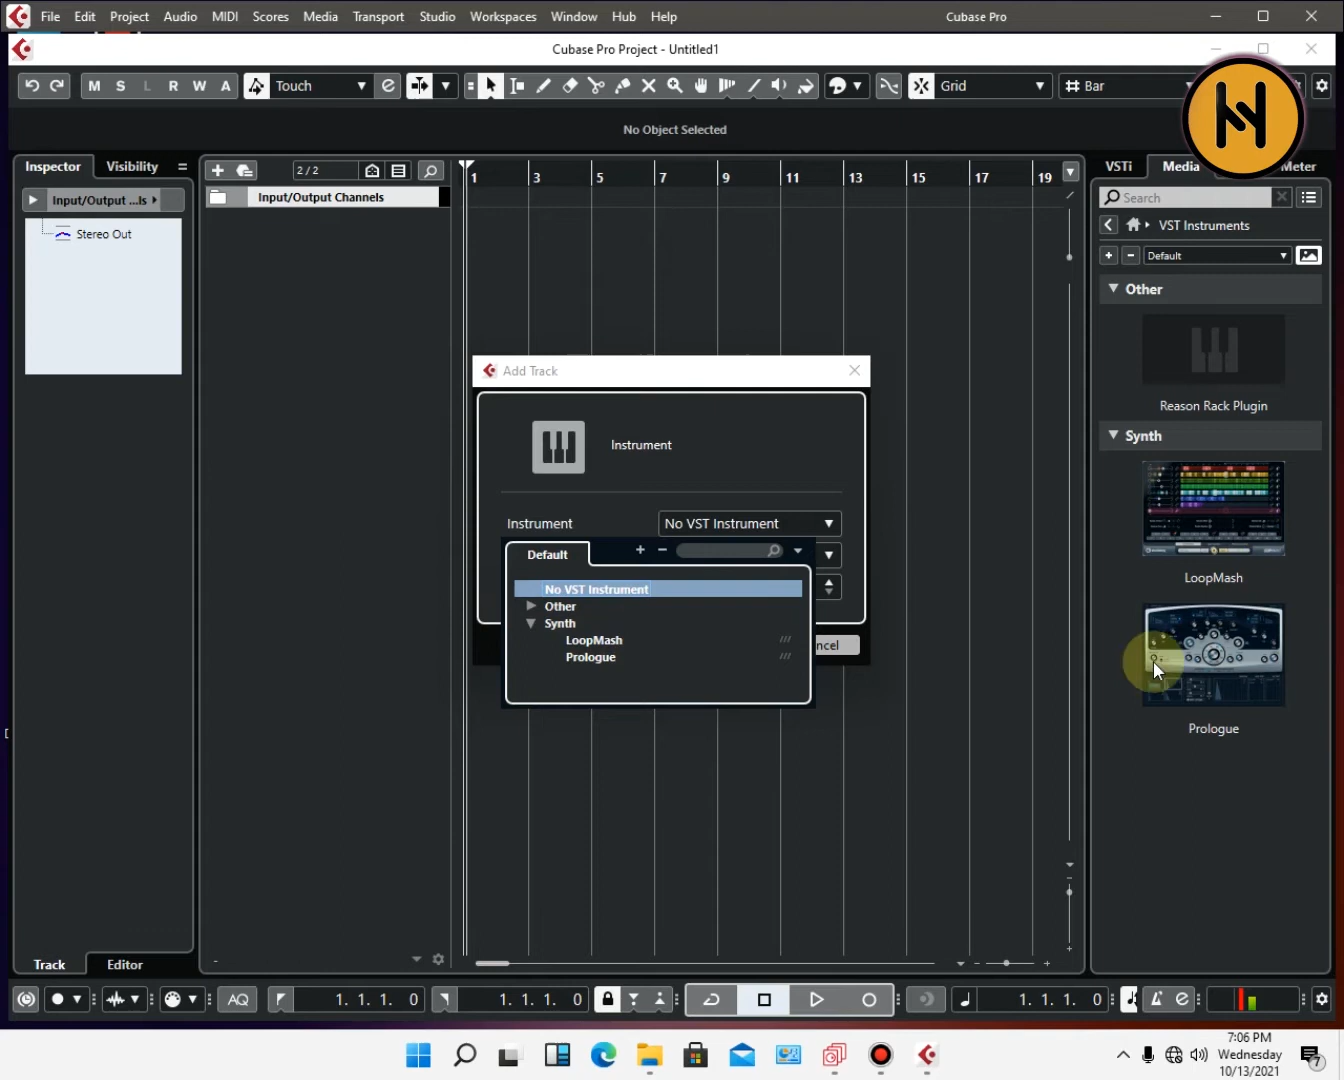 File Edit Project Audio MIDI Scores Media Transport Studio Workspaces Window Hub Help Cubase Pro
Cubase Pro Project - Untitled1
M S L R W A Touch e Grid Bar
No Object Selected
Inspector Visibility 2/2 1 3 5 7 9 11 13 15 17 19 VSTi Media Meter
Input/Output ...ls Input/Output Channels Search
Stereo Out VST Instruments
Default
Other
Reason Rack Plugin
Synth
LoopMash
Prologue
Add Track
Instrument
Instrument No VST Instrument
Default
No VST Instrument
Other
Synth
LoopMash
Prologue
ncel
Track Editor
AQ 1. 1. 1. 0 1. 1. 1. 0 1. 1. 1. 0 e
7:06 PM
Wednesday
10/13/2021
7